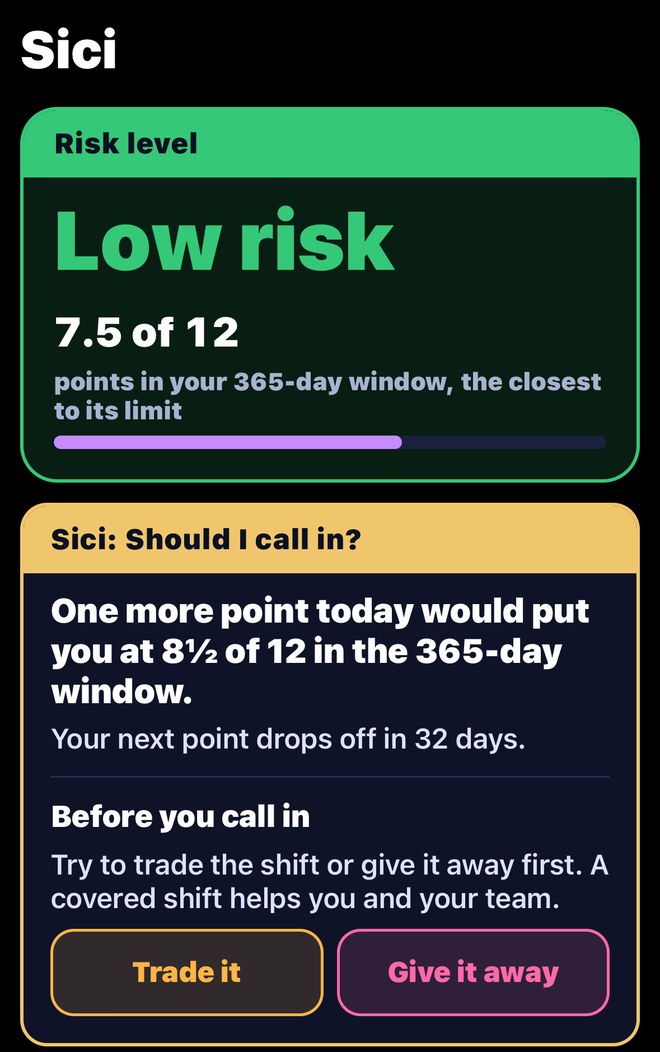 Sici
Risk level
Low risk
7.5 of 12
points in your 365-day window, the closest
to its limit
Sici: Should I call in?
One more point today would put
you at 8½ of 12 in the 365-day
window.
Your next point drops off in 32 days.
Before you call in
Try to trade the shift or give it away first. A
covered shift helps you and your team.
Trade it
Give it away